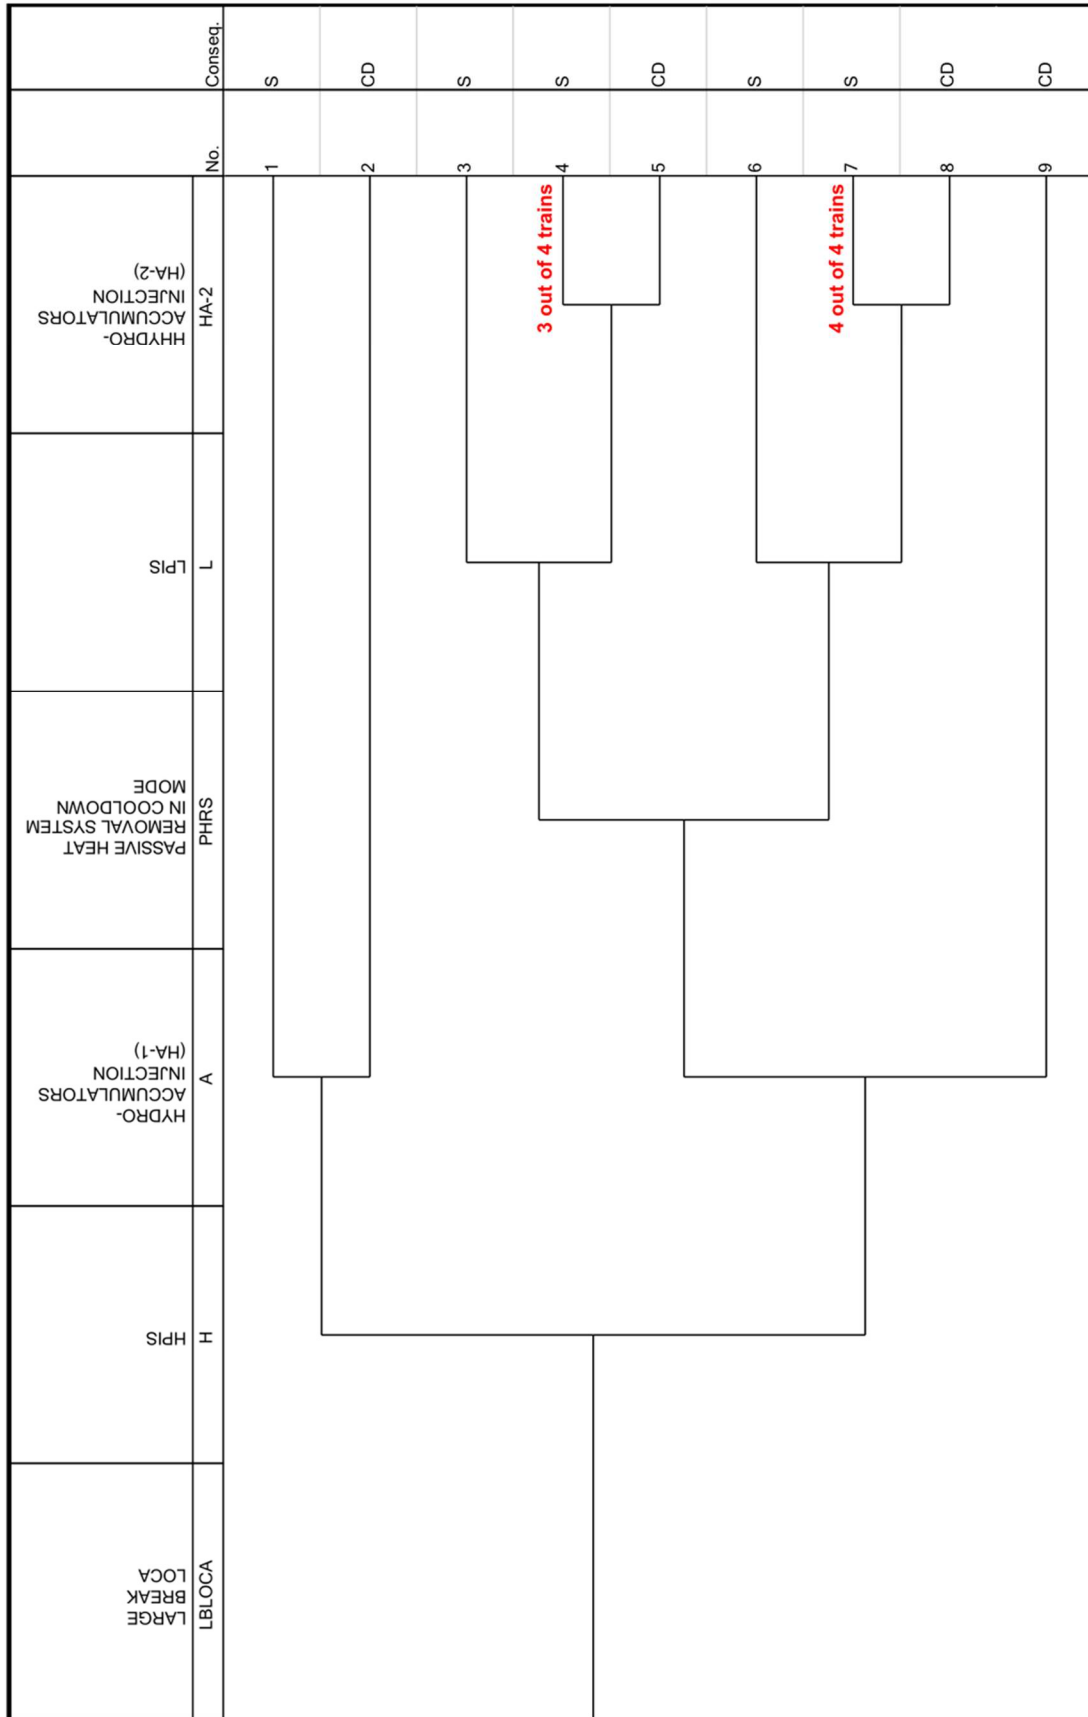 LARGE
BREAK
LOCA
LBLOCA
HPIS
H
HYDRO-
ACCUMULATORS
INJECTION
(HA-1)
A
PASSIVE HEAT
REMOVAL SYSTEM
IN COOLDOWN
MODE
PHRS
LPIS
L
HHYDRO-
ACCUMULATORS
INJECTION
(HA-2)
HA-2
No.
Conseq.
1
S
2
CD
3
S
3 out of 4 trains
4
S
5
CD
6
S
4 out of 4 trains
7
S
8
CD
9
CD